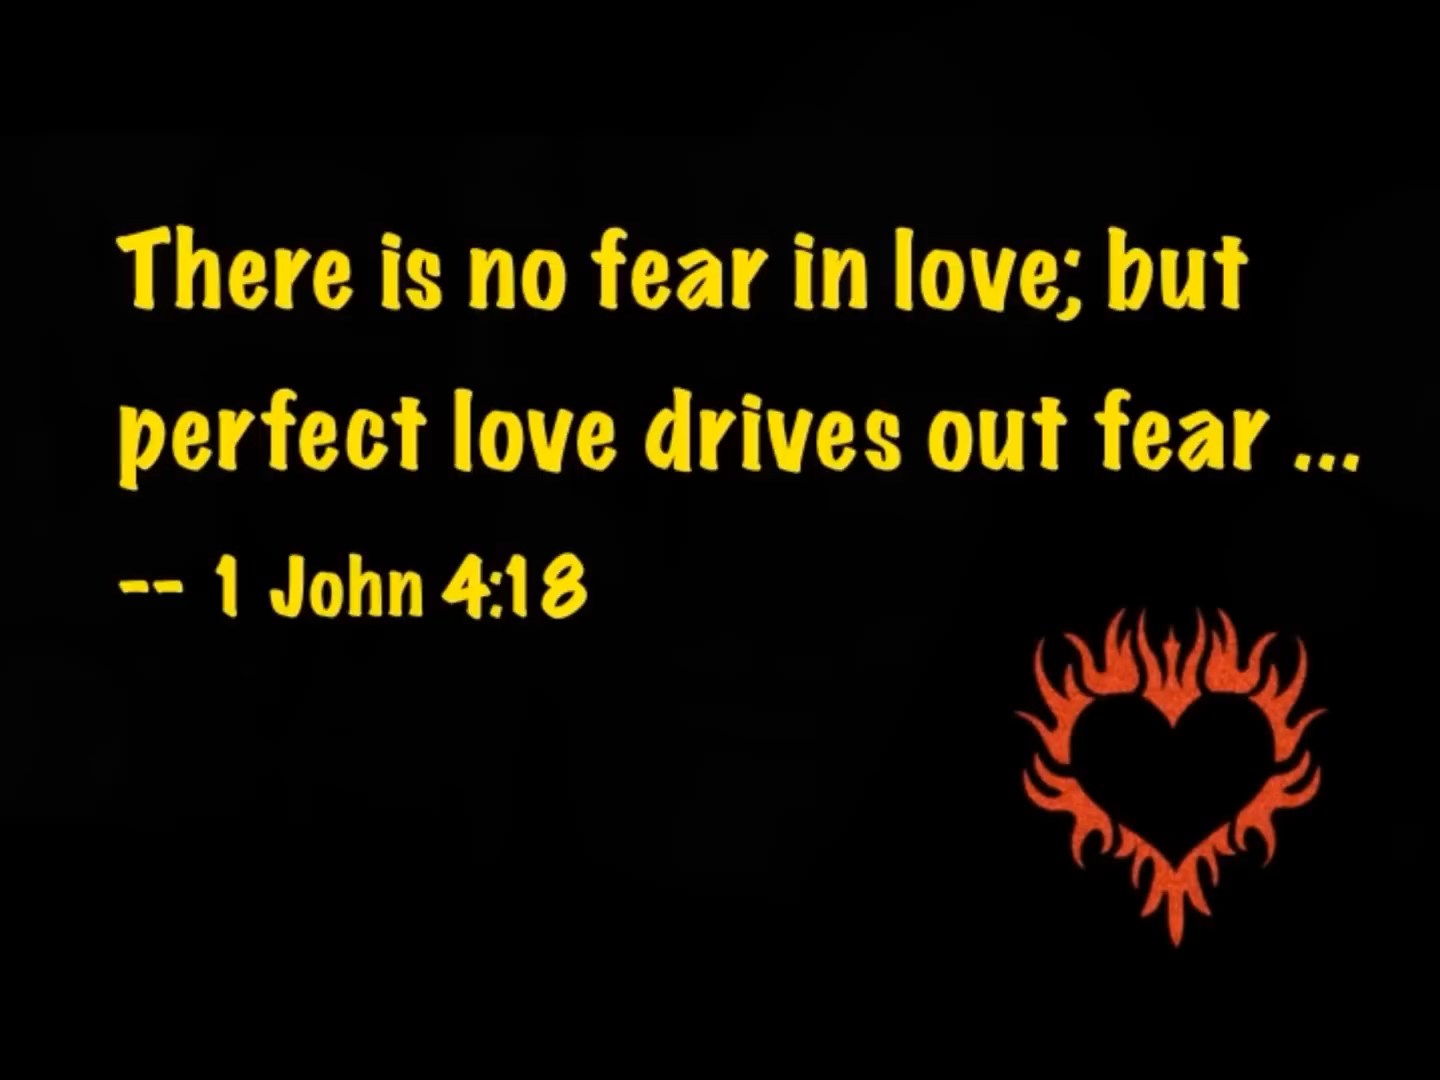 There is no fear in love; but
perfect love drives out fear ...
-- 1 John 4:18